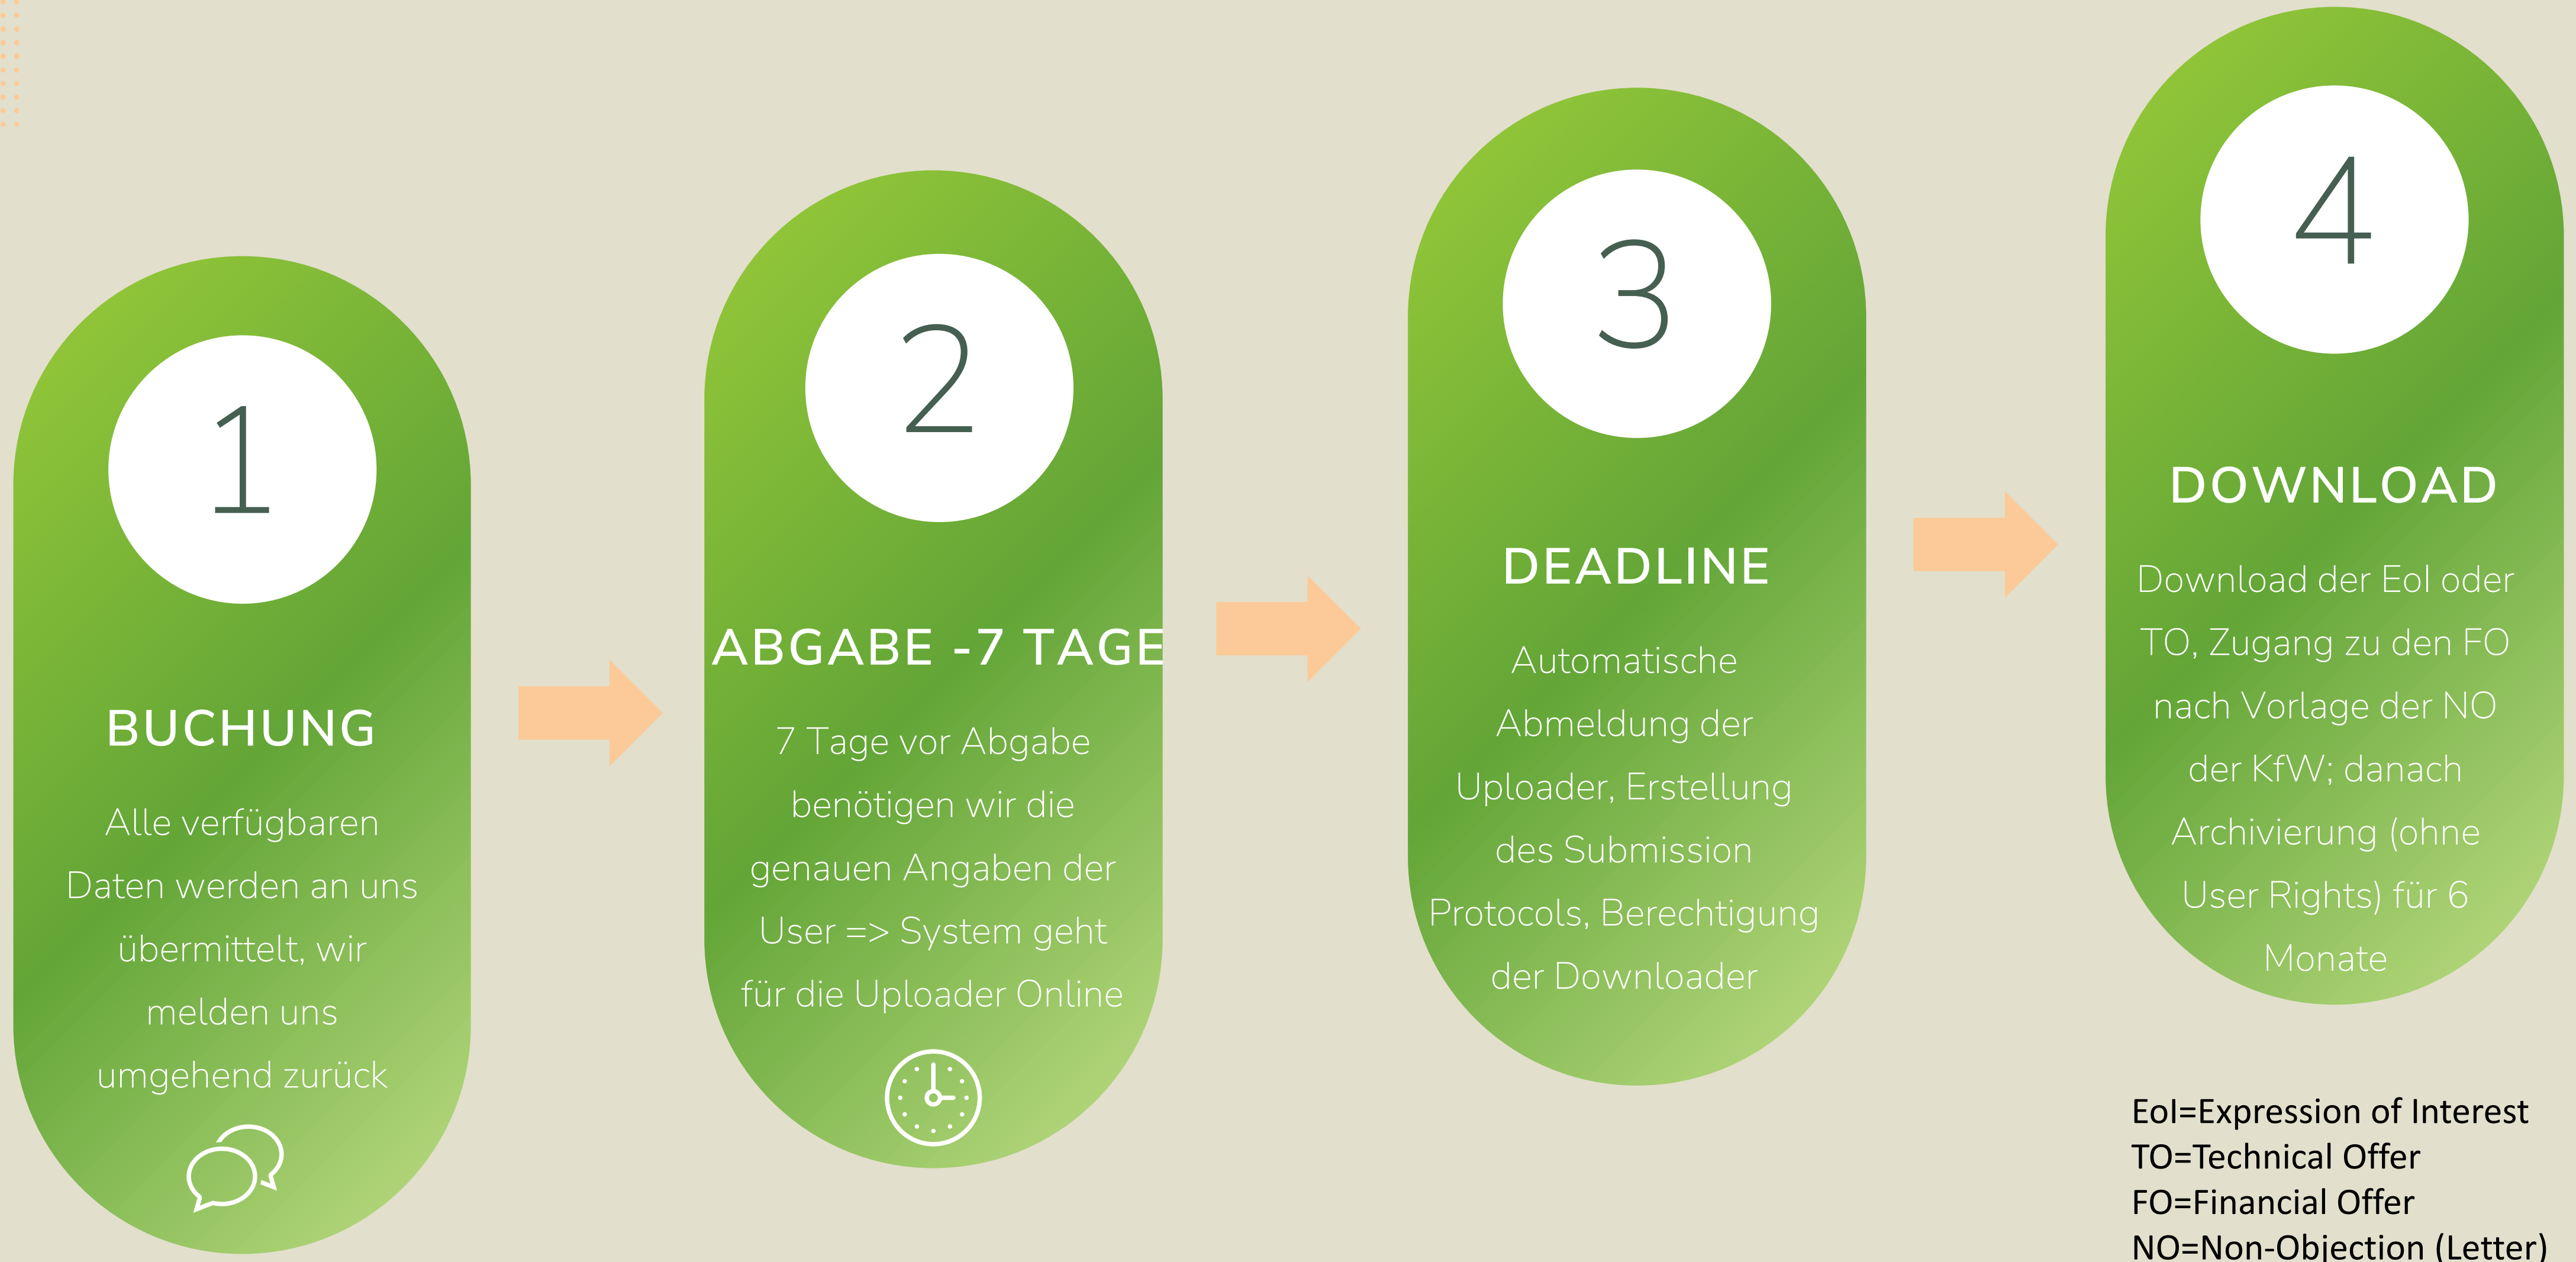 1
BUCHUNG
Alle verfügbaren
Daten werden an uns
übermittelt, wir
melden uns
umgehend zurück
2
ABGABE -7 TAGE
7 Tage vor Abgabe
benötigen wir die
genauen Angaben der
User => System geht
für die Uploader Online
3
DEADLINE
Automatische
Abmeldung der
Uploader, Erstellung
des Submission
Protocols, Berechtigung
der Downloader
4
DOWNLOAD
Download der EoI oder
TO, Zugang zu den FO
nach Vorlage der NO
der KfW; danach
Archivierung (ohne
User Rights) für 6
Monate
EoI=Expression of Interest
TO=Technical Offer
FO=Financial Offer
NO=Non-Objection (Letter)